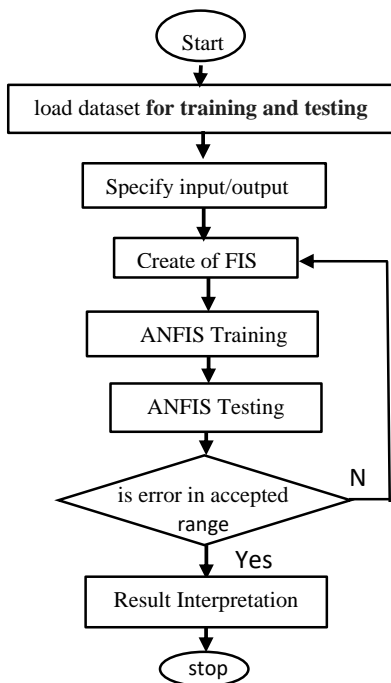 Start
load dataset for training and testing
Specify input/output
Create of FIS
ANFIS Training
ANFIS Testing
is error in accepted
range
N
Yes
Result Interpretation
stop